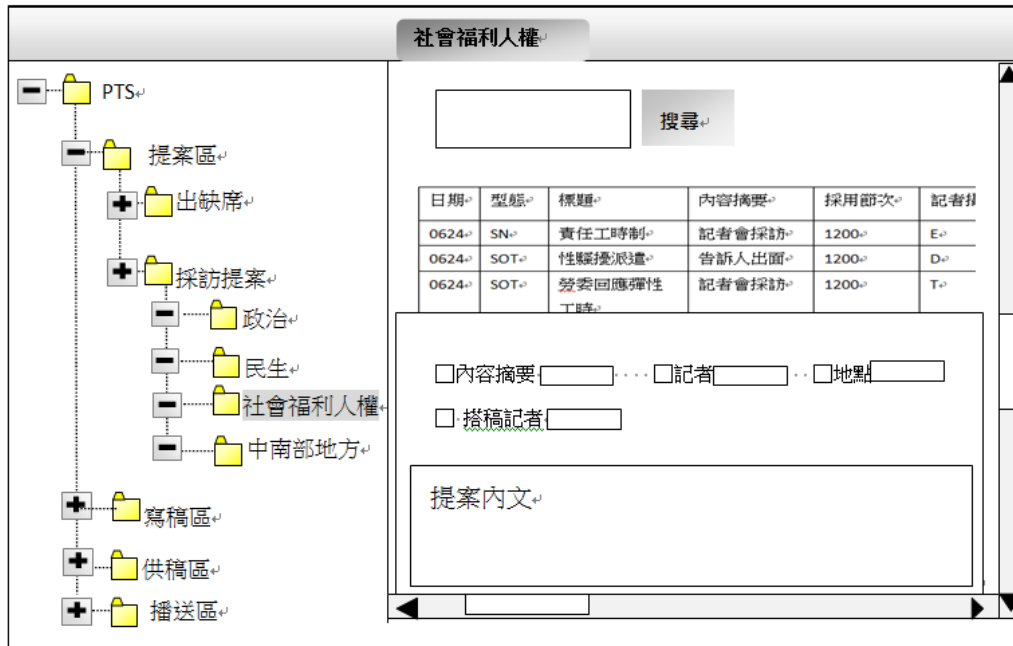 社會福利人權
PTS
提案區
出缺席
採訪提案
政治
民生
社會福利人權
中南部地方
寫稿區
供稿區
播送區
搜尋
日期 型態 標題 內容摘要 採用節次 記者搭
0624 SN 責任工時制 記者會採訪 1200 E
0624 SOT 性騷擾派遣 告訴人出面 1200 D
0624 SOT 勞委回應彈性 記者會採訪 1200 T
工時
內容摘要 記者 地點
搭稿記者
提案內文